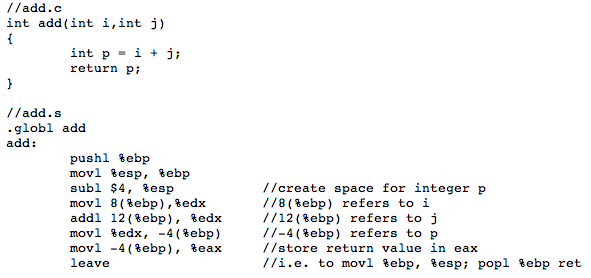 //add.c
int add(int i,int j)
{
        int p = i + j;
        return p;
}

//add.s
.globl add
add:
        pushl %ebp
        movl %esp, %ebp
        subl $4, %esp           //create space for integer p
        movl 8(%ebp),%edx       //8(%ebp) refers to i
        addl 12(%ebp), %edx     //12(%ebp) refers to j
        movl %edx, -4(%ebp)     //-4(%ebp) refers to p
        movl -4(%ebp), %eax     //store return value in eax
        leave                   //i.e. to movl %ebp, %esp; popl %ebp ret